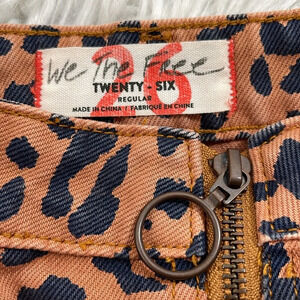 26
We The Free
TWENTY - SIX
REGULAR
MADE IN CHINA / FABRIQUÉ EN CHINE